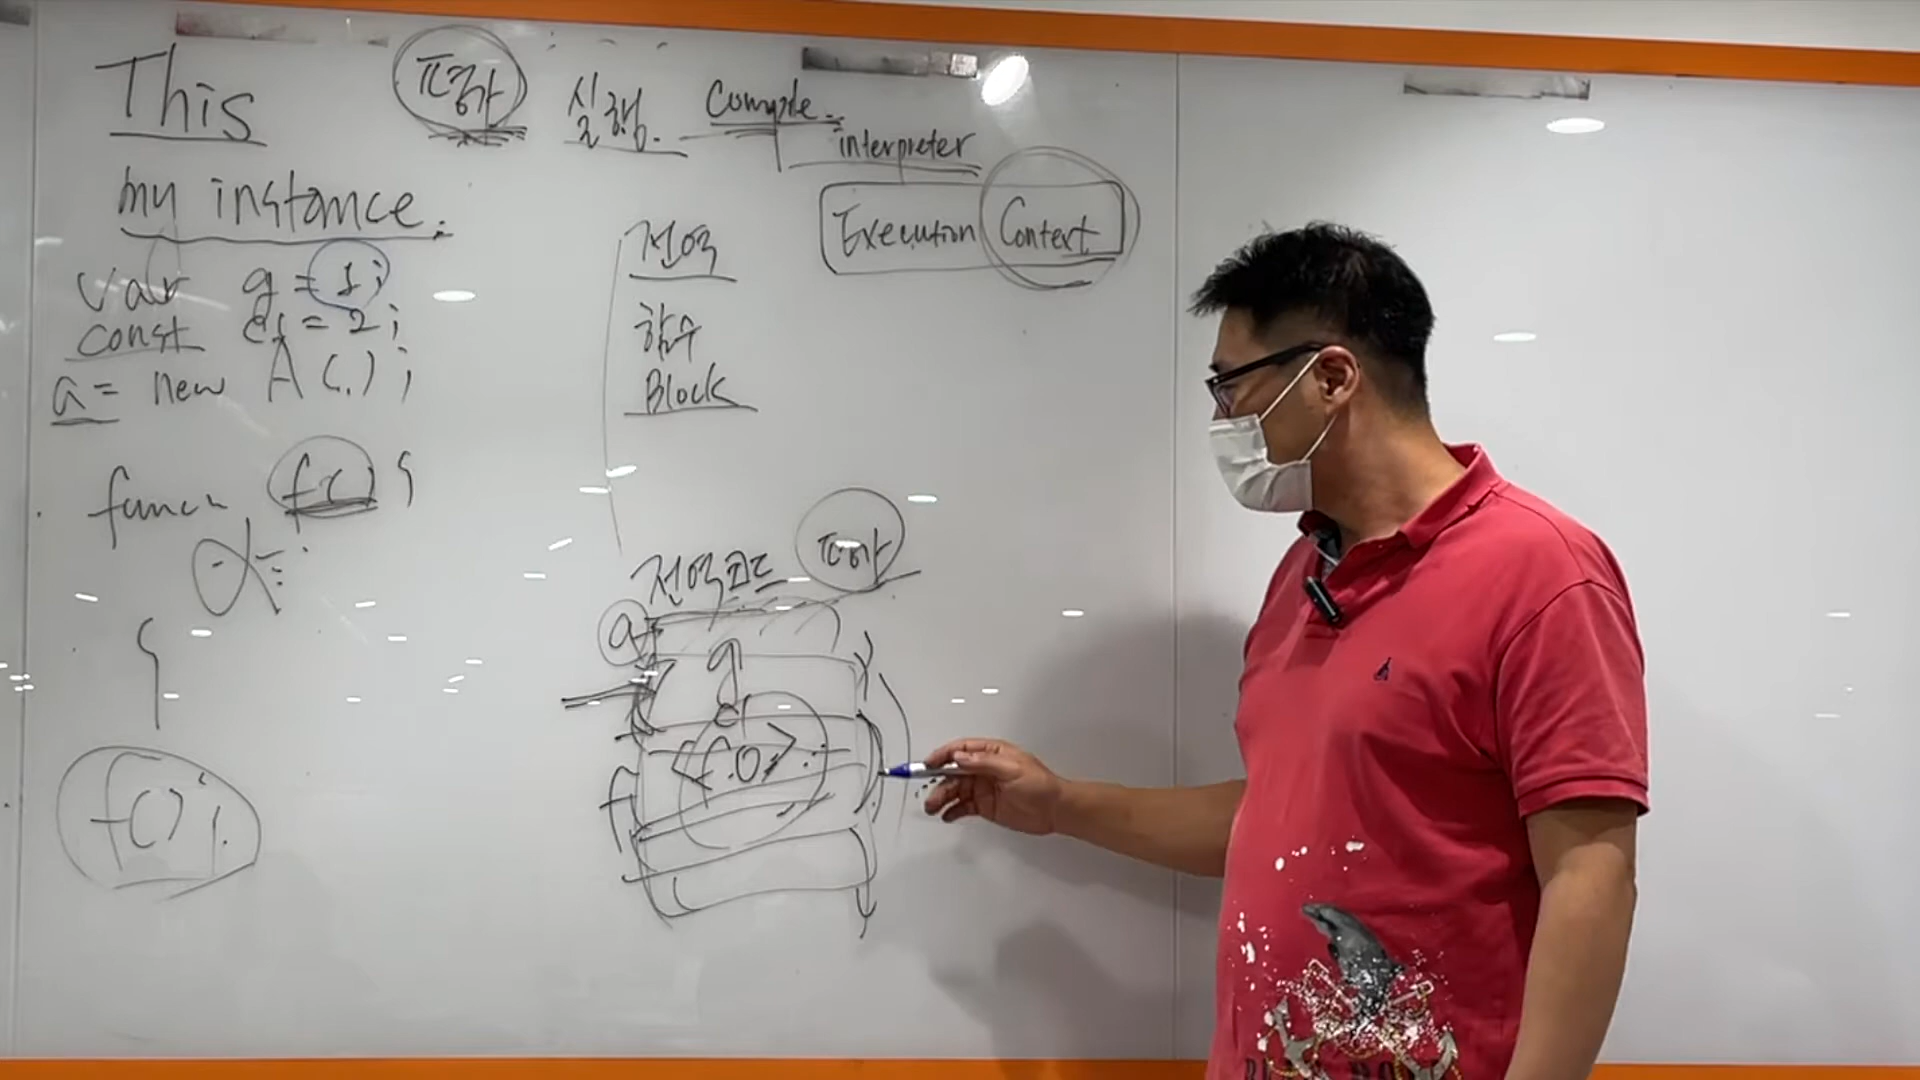 This
평가 실행. Compile.
interpreter
my instance.
Execution Context
전역
var g = 1;
const = 2;
함수
a = new A(.);
Block
f() {
전역코드 평가
a
g
<f.o>
f
f();